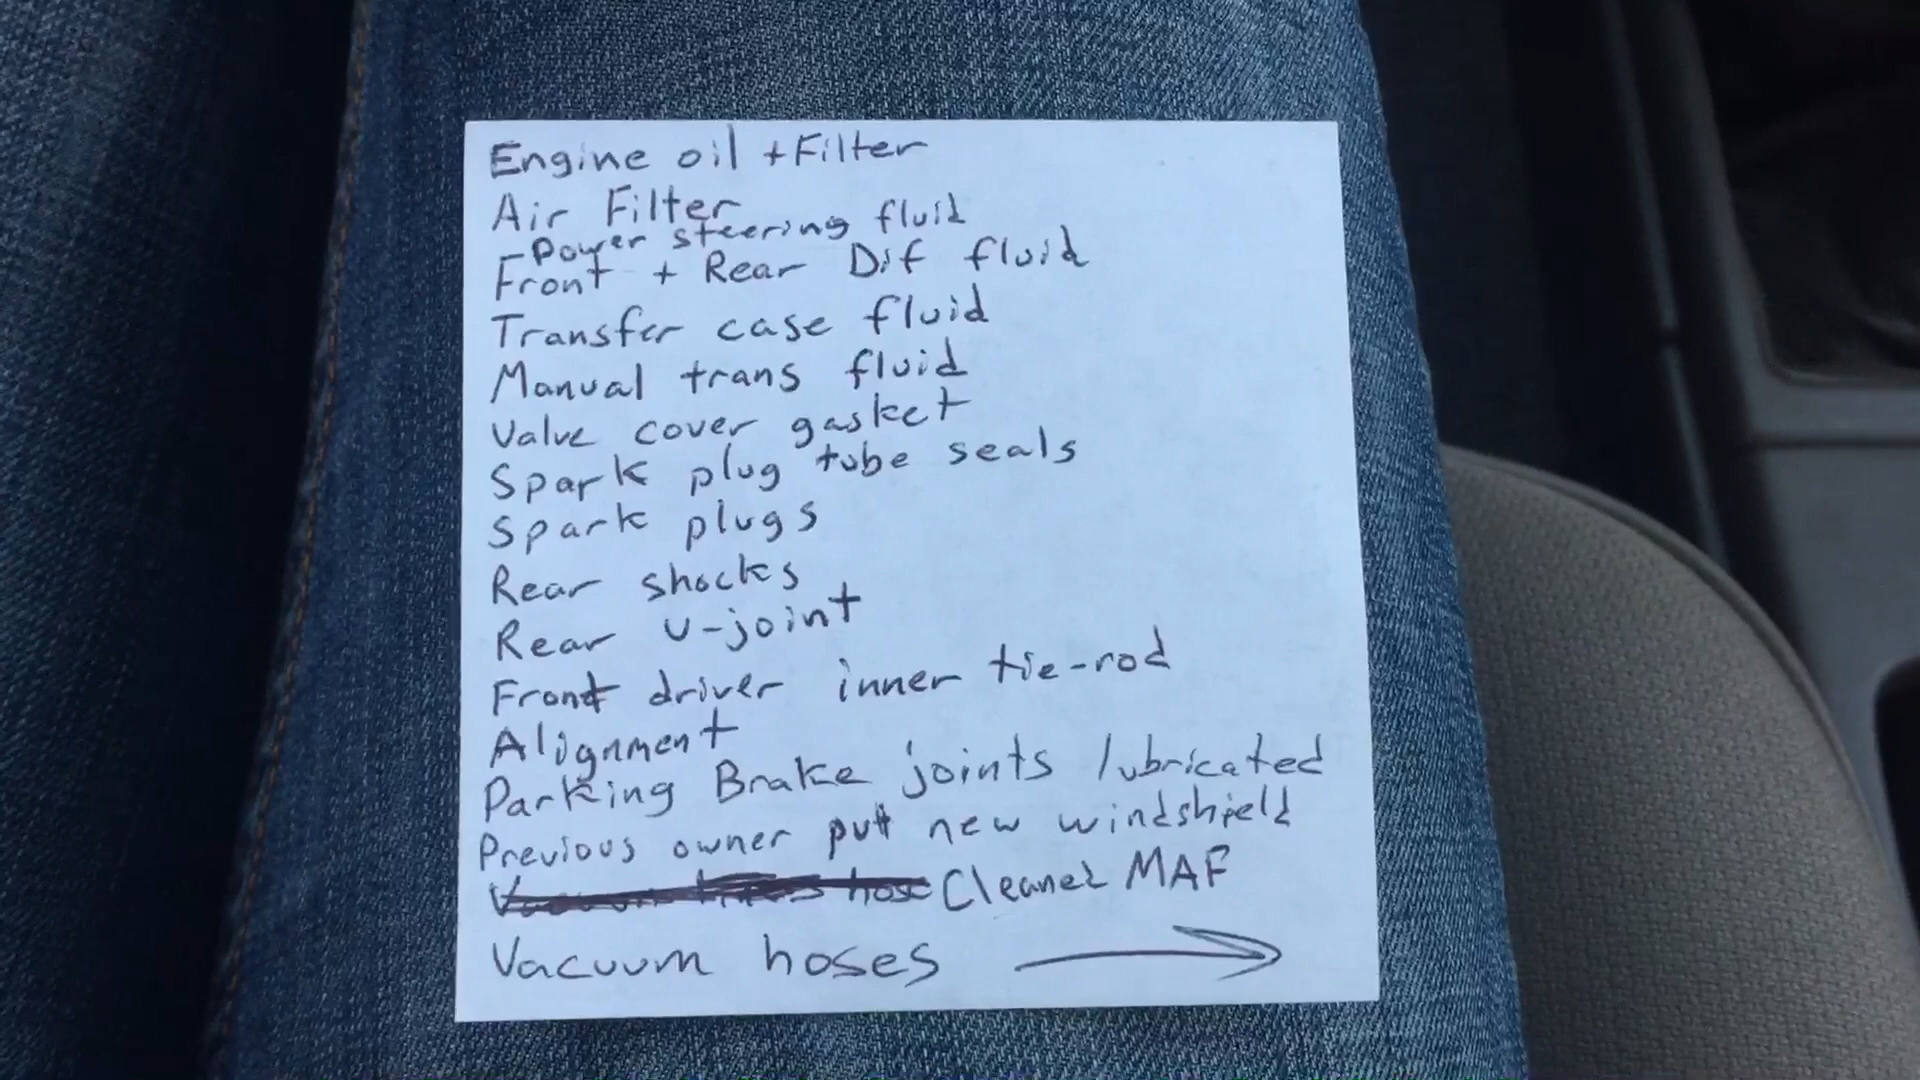 Engine oil + Filter
Air Filter
Power steering fluid
Front + Rear Dif fluid
Transfer case fluid
Manual trans fluid
Valve cover gasket
Spark plug tube seals
Spark plugs
Rear shocks
Rear U-joint
Front driver inner tie-rod
Alignment
Parking Brake joints lubricated
Previous owner put new windshield
Cleaned MAF
Vacuum hoses →